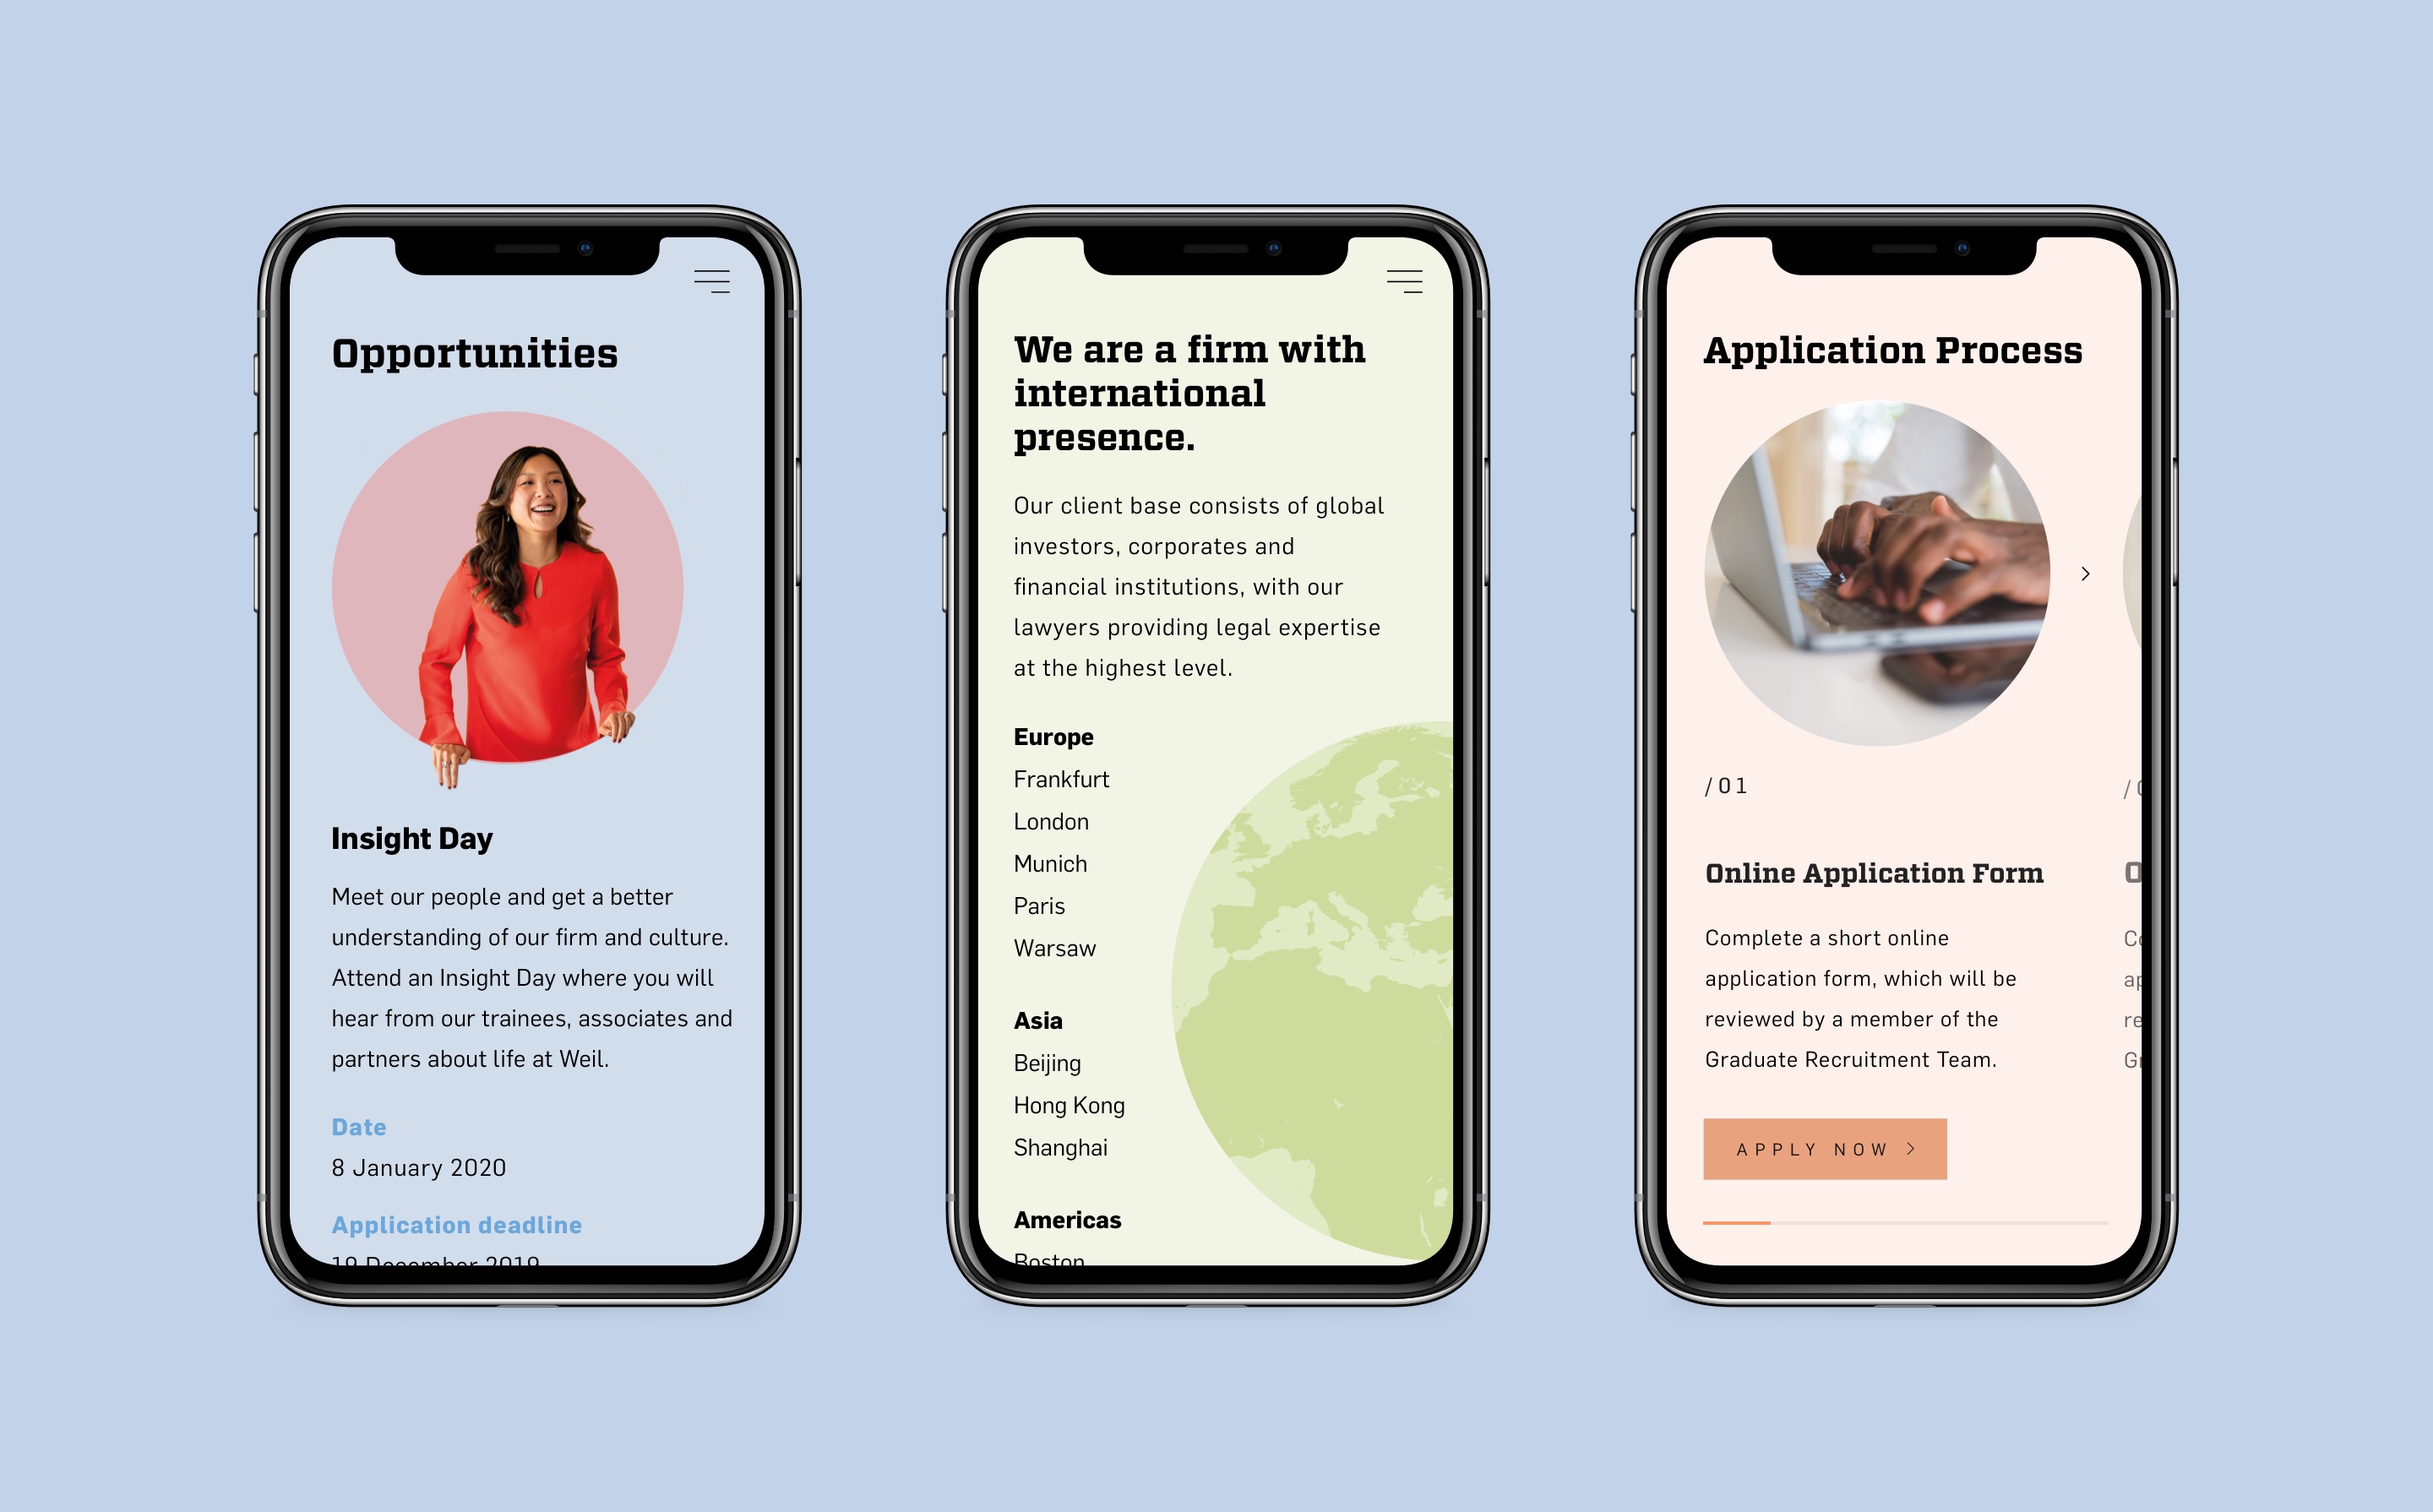 Opportunities
Insight Day
Meet our people and get a better
understanding of our firm and culture.
Attend an Insight Day where you will
hear from our trainees, associates and
partners about life at Weil.
Date
8 January 2020
Application deadline
19 December 2019
We are a firm with
international
presence.
Our client base consists of global
investors, corporates and
financial institutions, with our
lawyers providing legal expertise
at the highest level.
Europe
Frankfurt
London
Munich
Paris
Warsaw
Asia
Beijing
Hong Kong
Shanghai
Americas
Boston
Application Process
/01
Online Application Form
Complete a short online
application form, which will be
reviewed by a member of the
Graduate Recruitment Team.
APPLY NOW